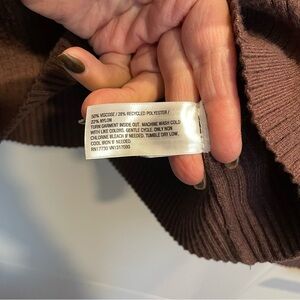 50% VISCOSE / 28% RECYCLED POLYESTER /
22% NYLON
TURN GARMENT INSIDE OUT. MACHINE WASH COLD
WITH LIKE COLORS. GENTLE CYCLE. ONLY NON
CHLORINE BLEACH IF NEEDED. TUMBLE DRY LOW.
COOL IRON IF NEEDED